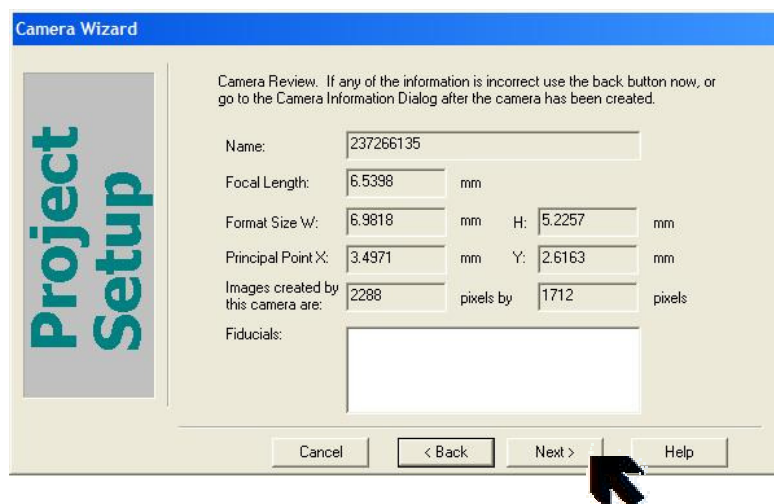 Camera Wizard
Project
Setup
Camera Review. If any of the information is incorrect use the back button now, or
go to the Camera Information Dialog after the camera has been created.
Name: 237266135
Focal Length: 6.5398 mm
Format Size W: 6.9818 mm H: 5.2257 mm
Principal Point X: 3.4971 mm Y: 2.6163 mm
Images created by
this camera are: 2288 pixels by 1712 pixels
Fiducials:
Cancel < Back Next > Help